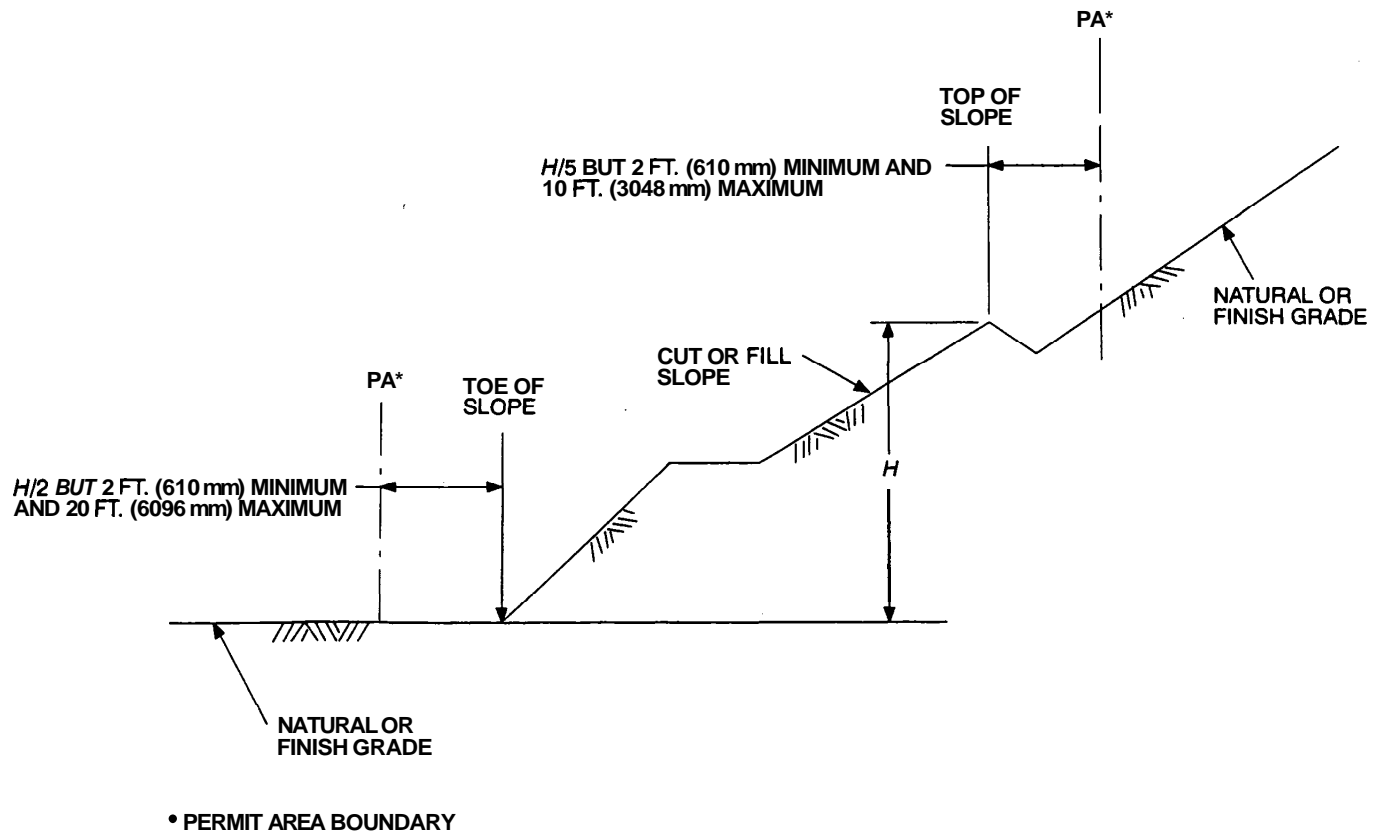 PA*
TOP OF
SLOPE
H/5 BUT 2 FT. (610 mm) MINIMUM AND
10 FT. (3048 mm) MAXIMUM
NATURAL OR
FINISH GRADE
CUT OR FILL
SLOPE
PA*
TOE OF
SLOPE
H
H/2 BUT 2 FT. (610 mm) MINIMUM
AND 20 FT. (6096 mm) MAXIMUM
NATURAL OR
FINISH GRADE
• PERMIT AREA BOUNDARY